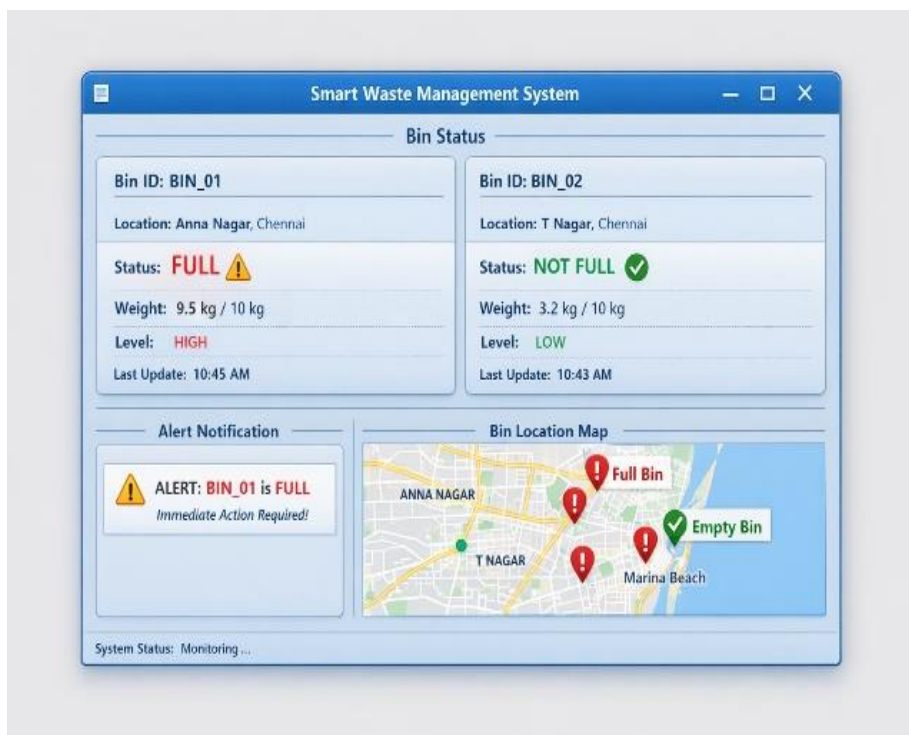 Smart Waste Management System
Bin Status
Bin ID: BIN_01
Location: Anna Nagar, Chennai
Status: FULL
Weight: 9.5 kg / 10 kg
Level: HIGH
Last Update: 10:45 AM
Bin ID: BIN_02
Location: T Nagar, Chennai
Status: NOT FULL
Weight: 3.2 kg / 10 kg
Level: LOW
Last Update: 10:43 AM
Alert Notification
ALERT: BIN_01 is FULL
Immediate Action Required!
Bin Location Map
Full Bin
ANNA NAGAR
Empty Bin
T NAGAR
Marina Beach
System Status: Monitoring...